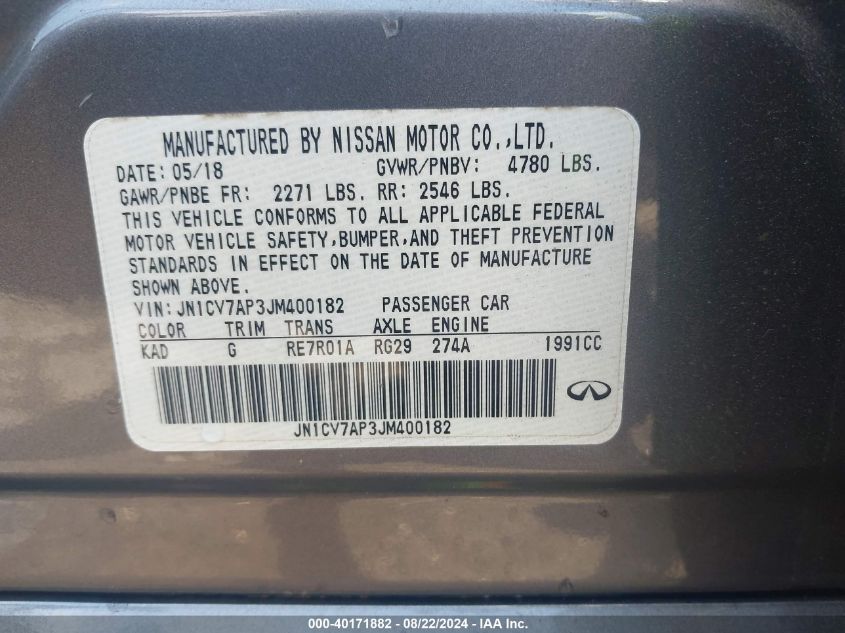 MANUFACTURED BY NISSAN MOTOR CO.,LTD.
DATE: 05/18 GVWR/PNBV: 4780 LBS.
GAWR/PNBE FR: 2271 LBS. RR: 2546 LBS.
THIS VEHICLE CONFORMS TO ALL APPLICABLE FEDERAL
MOTOR VEHICLE SAFETY,BUMPER,AND THEFT PREVENTION
STANDARDS IN EFFECT ON THE DATE OF MANUFACTURE
SHOWN ABOVE.
VIN: JN1CV7AP3JM400182 PASSENGER CAR
COLOR TRIM TRANS AXLE ENGINE
KAD G RE7R01A RG29 274A 1991CC
JN1CV7AP3JM400182
000-40171882 / 08/22/2024 - IAA Inc.